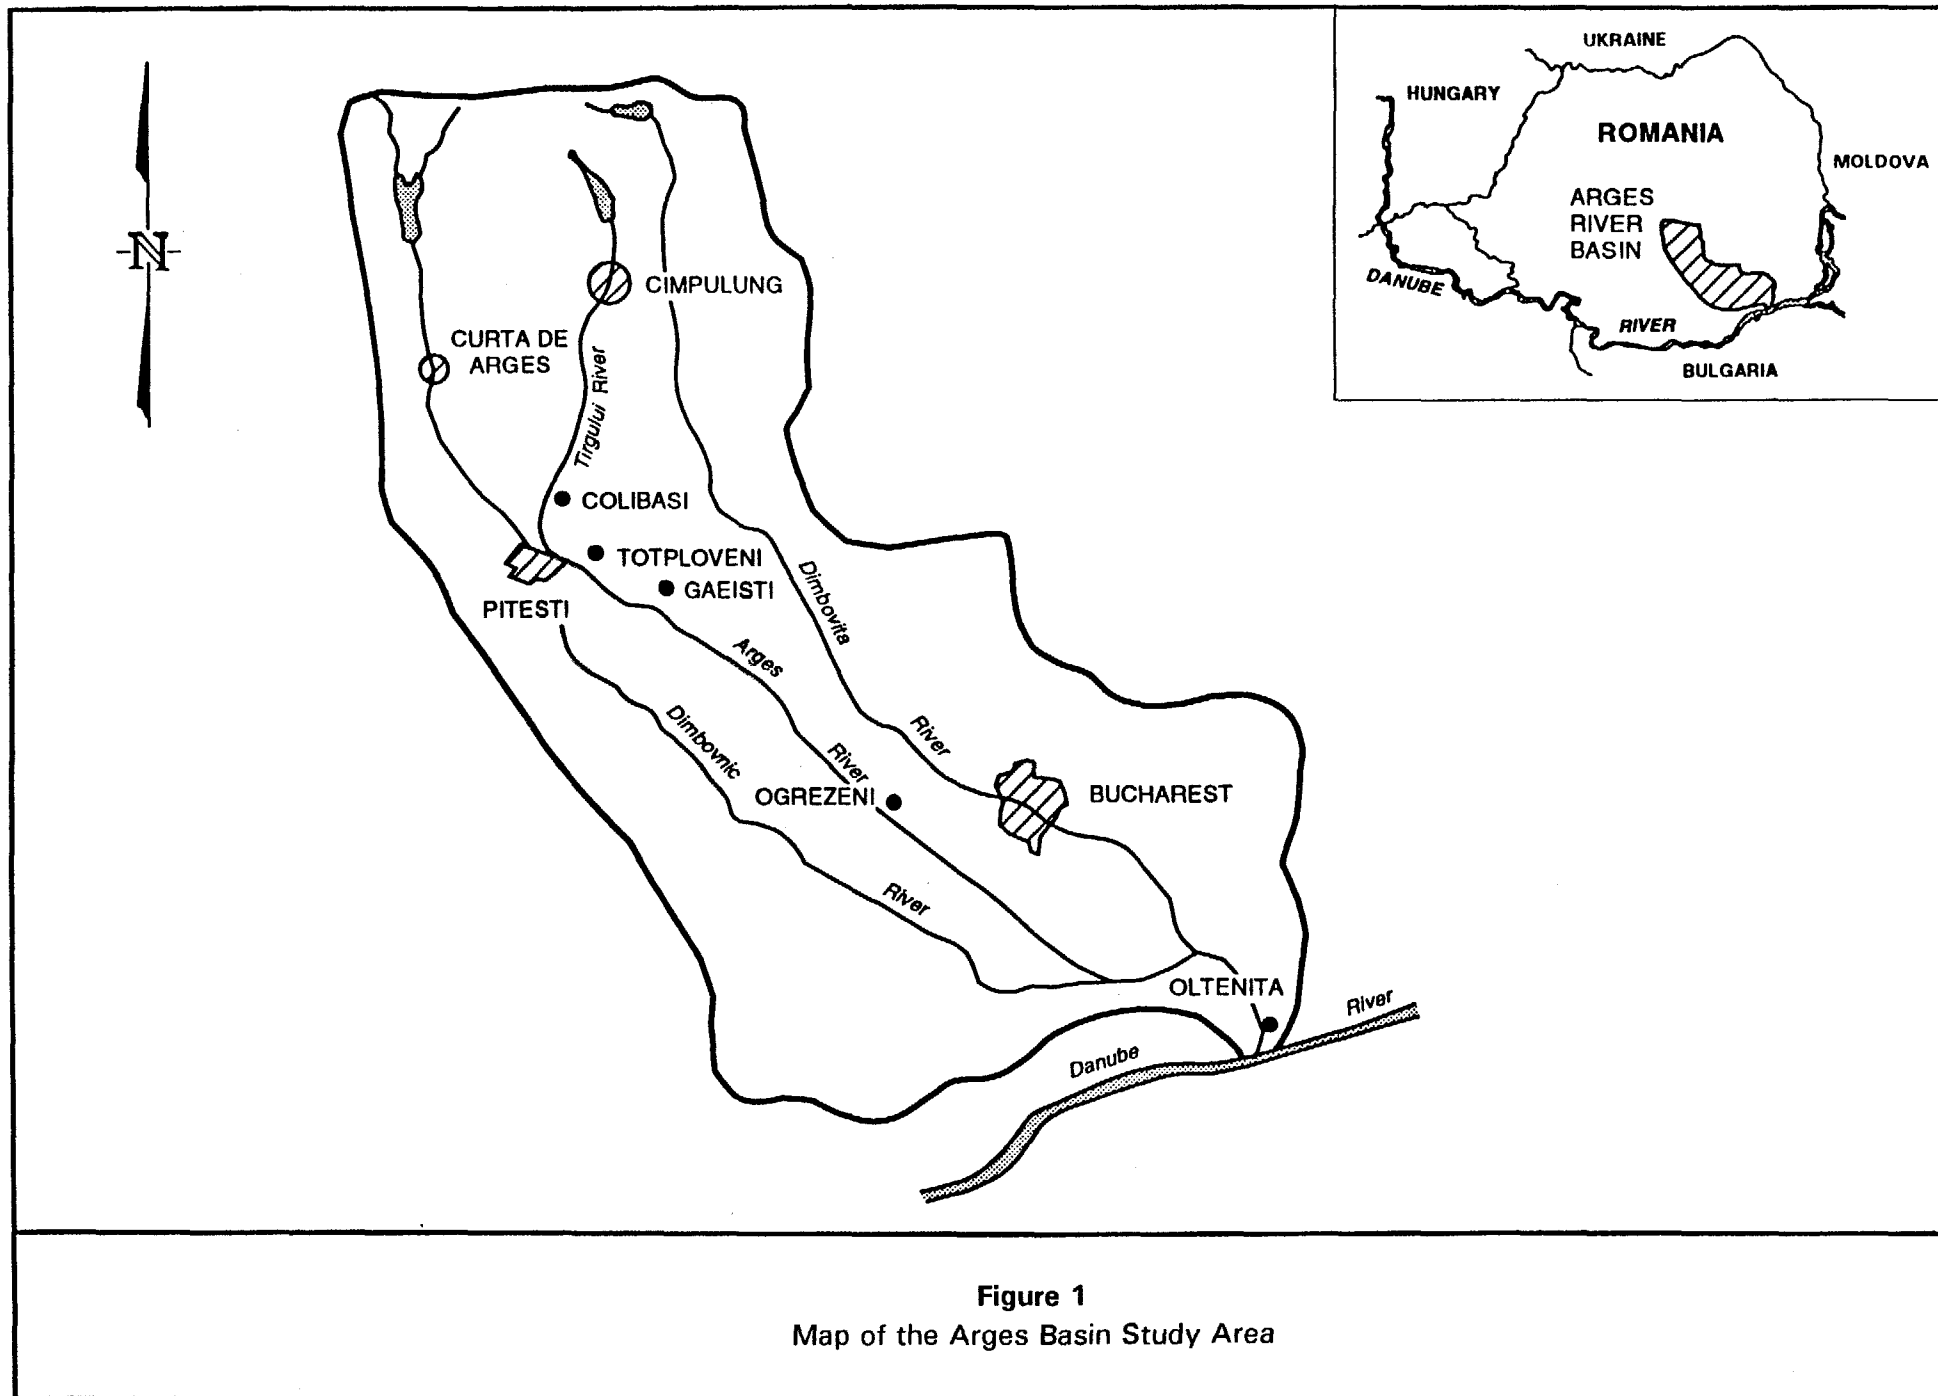 N
CURTA DE
ARGES
CIMPULUNG
Tirgului River
COLIBASI
TOTPLOVENI
GAEISTI
PITESTI
Dimbovita
River
Arges
River
Dimbovnic
River
OGREZENI
BUCHAREST
OLTENITA
Danube
River
UKRAINE
HUNGARY
ROMANIA
MOLDOVA
ARGES
RIVER
BASIN
DANUBE
RIVER
BULGARIA
Figure 1
Map of the Arges Basin Study Area